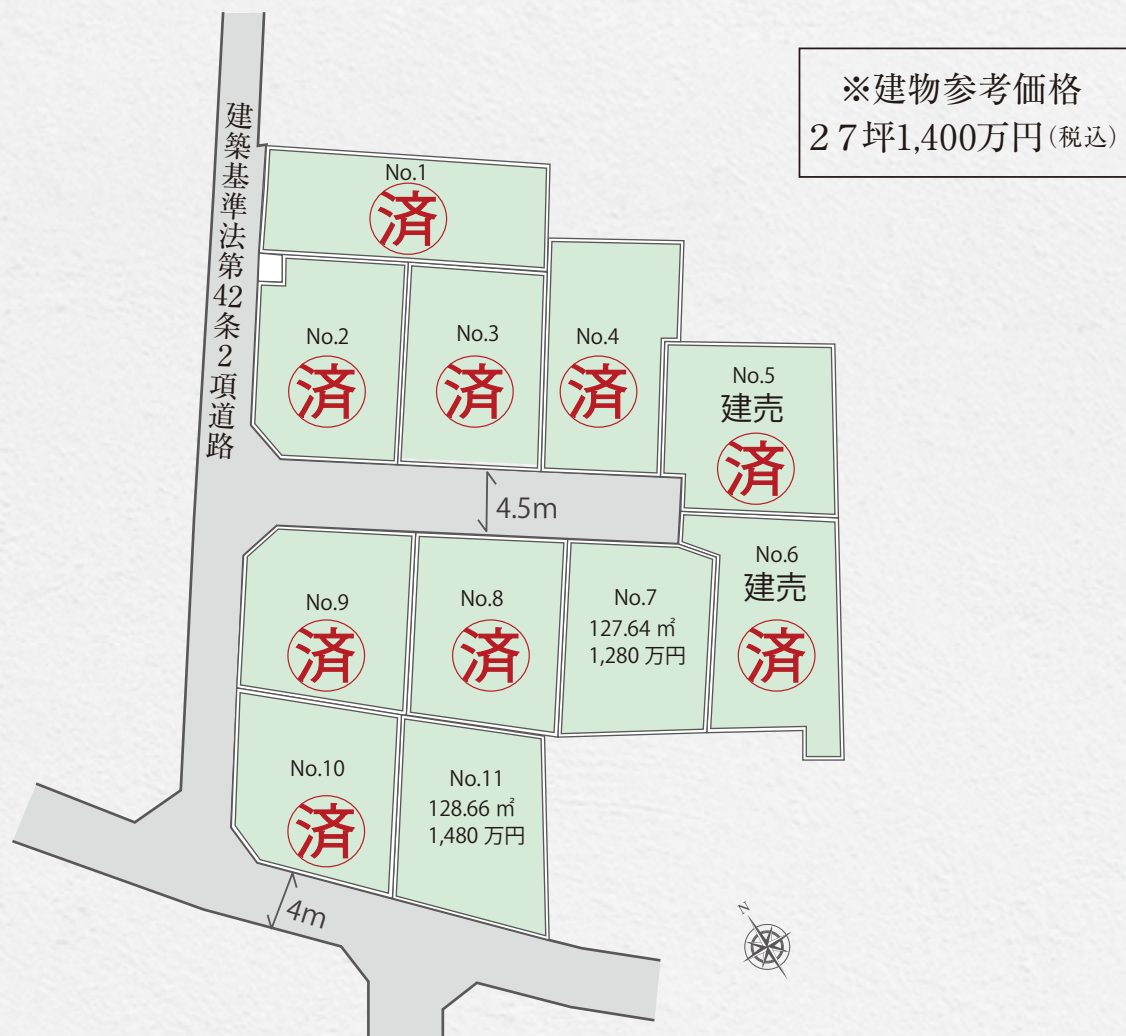 ※建物参考価格
２７坪1,400万円(税込)
建築基準法第42条2項道路
No.1
済
No.2
済
No.3
済
No.4
済
No.5
建売
済
4.5m
No.6
建売
済
No.7
127.64 ㎡
1,280 万円
No.8
済
No.9
済
No.10
済
No.11
128.66 ㎡
1,480 万円
4m
N